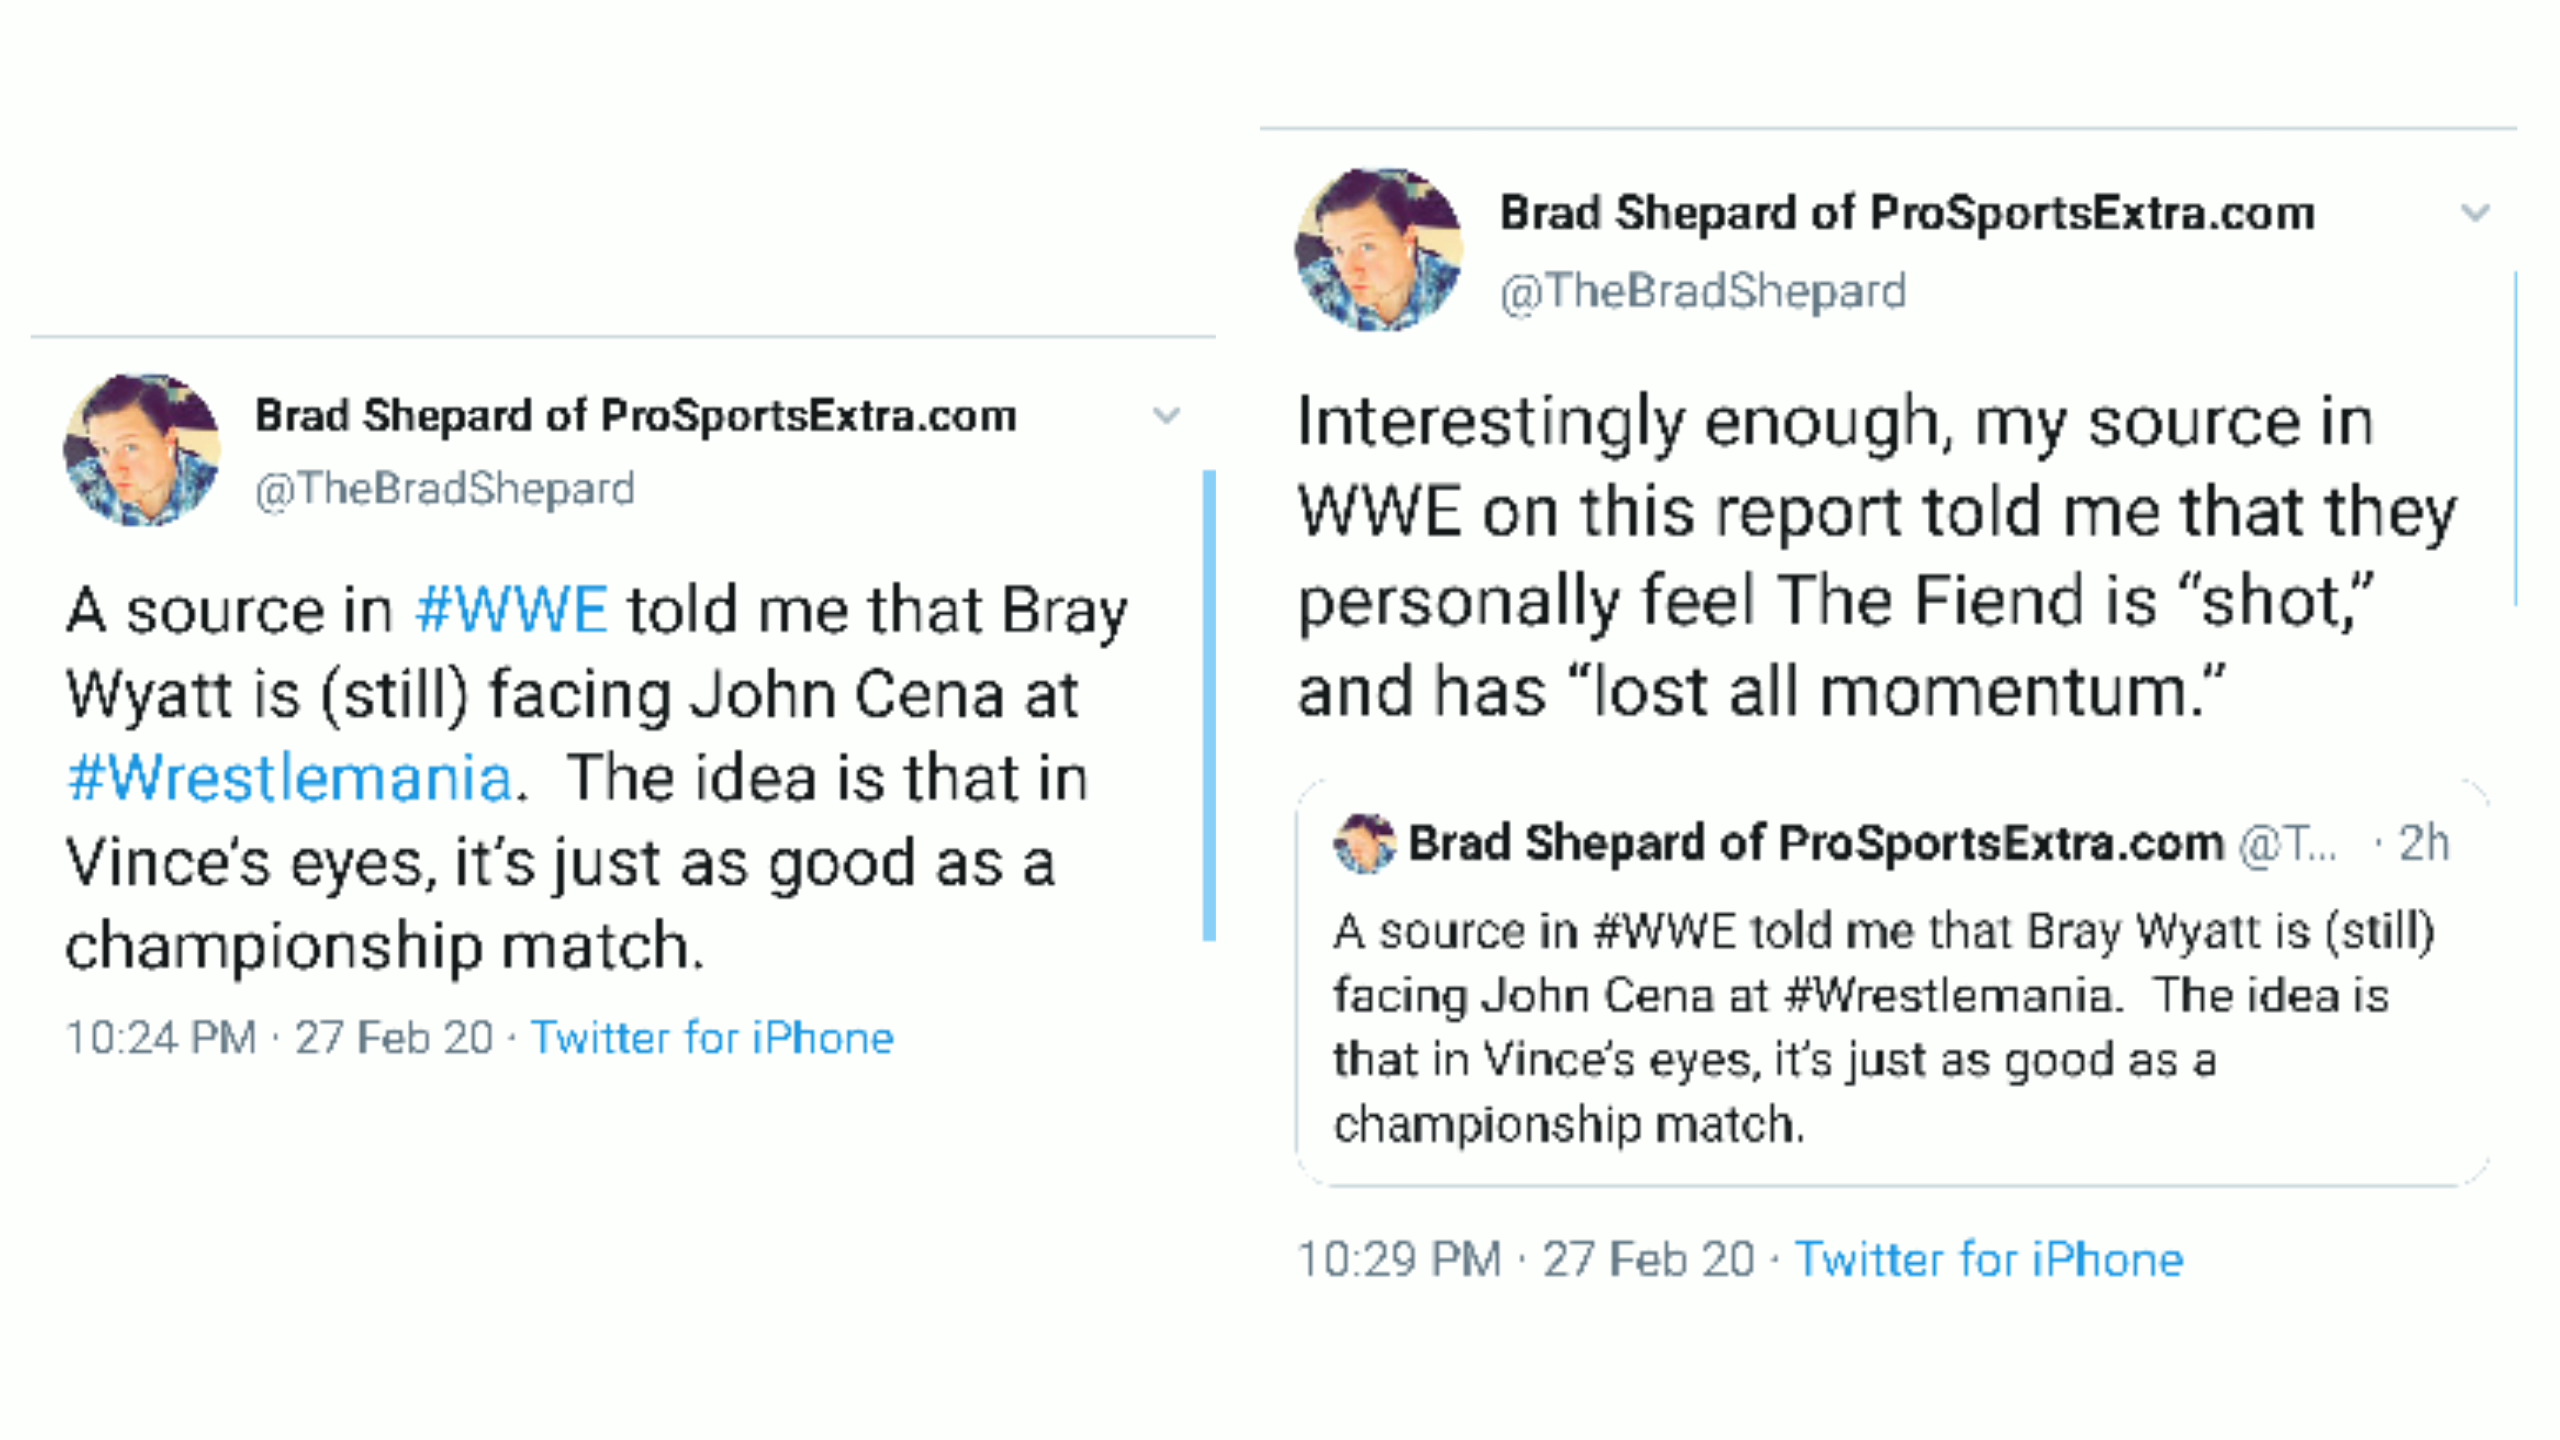 Brad Shepard of ProSportsExtra.com
@TheBradShepard
A source in #WWE told me that Bray
Wyatt is (still) facing John Cena at
#Wrestlemania.  The idea is that in
Vince's eyes, it's just as good as a
championship match.
10:24 PM · 27 Feb 20 · Twitter for iPhone
Brad Shepard of ProSportsExtra.com
@TheBradShepard
Interestingly enough, my source in
WWE on this report told me that they
personally feel The Fiend is “shot,”
and has “lost all momentum.”
Brad Shepard of ProSportsExtra.com @T... · 2h
A source in #WWE told me that Bray Wyatt is (still)
facing John Cena at #Wrestlemania.  The idea is
that in Vince's eyes, it's just as good as a
championship match.
10:29 PM · 27 Feb 20 · Twitter for iPhone